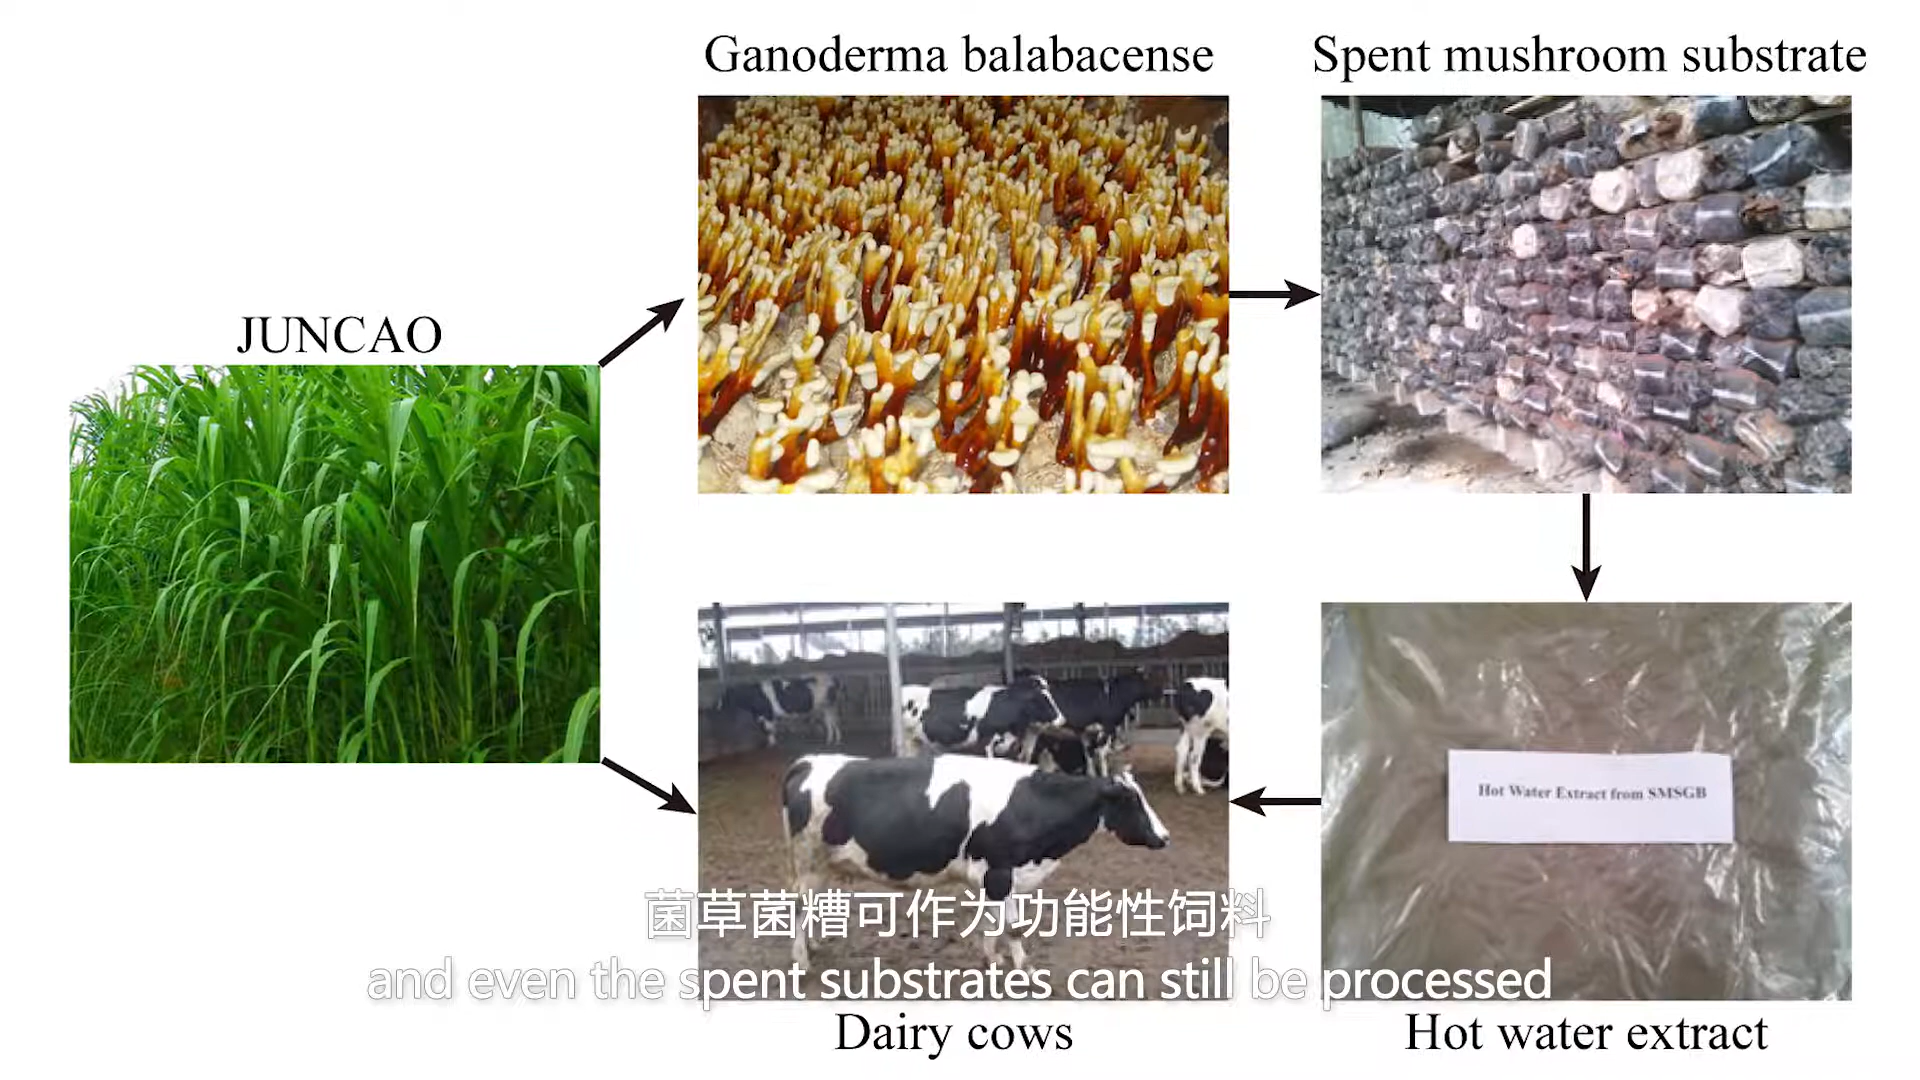 Ganoderma balabacense
Spent mushroom substrate
JUNCAO
Hot Water Extract from SMSGB
菌草菌糟可作为功能性饲料
and even the spent substrates can still be processed
Dairy cows
Hot water extract